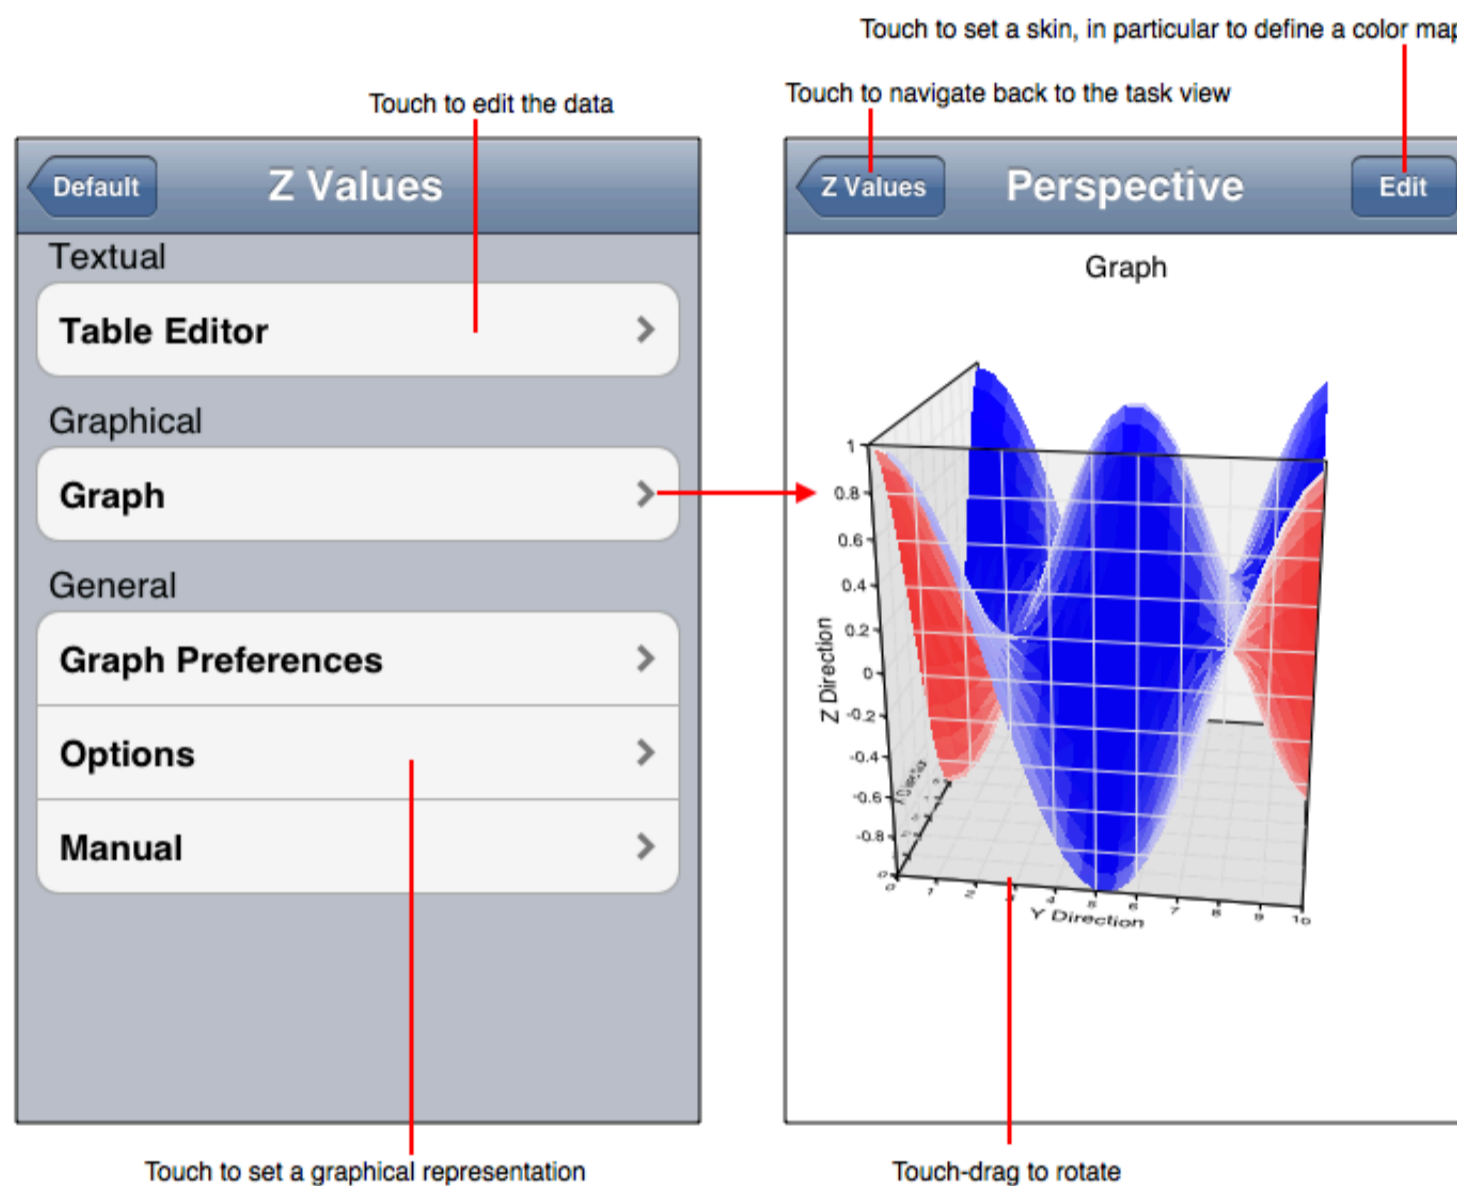 Touch to set a skin, in particular to define a color map
Touch to edit the data
Touch to navigate back to the task view
Default
Z Values
Textual
Table Editor
Graphical
Graph
General
Graph Preferences
Options
Manual
Touch to set a graphical representation
Z Values
Perspective
Edit
Graph
1
0.8
0.6
0.4
0.2
0
-0.2
-0.4
-0.6
-0.8
Z Direction
0
0 1 2 3 4 5 6 7 8 9 10
Y Direction
Touch-drag to rotate